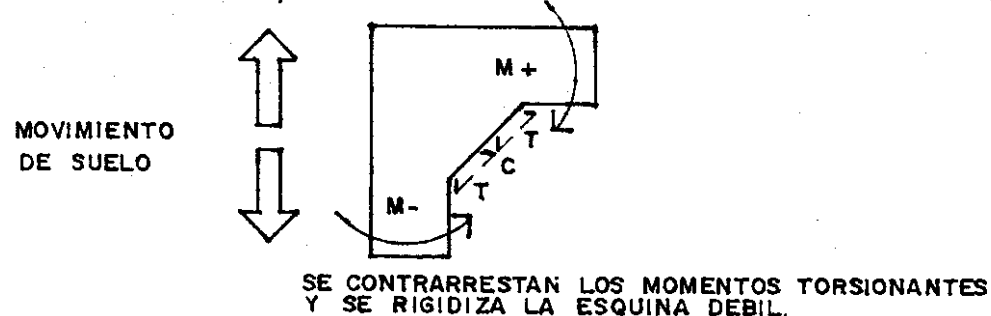 M +
MOVIMIENTO
DE SUELO
T
C
T
M-
SE CONTRARRESTAN LOS MOMENTOS TORSIONANTES
Y SE RIGIDIZA LA ESQUINA DEBIL.